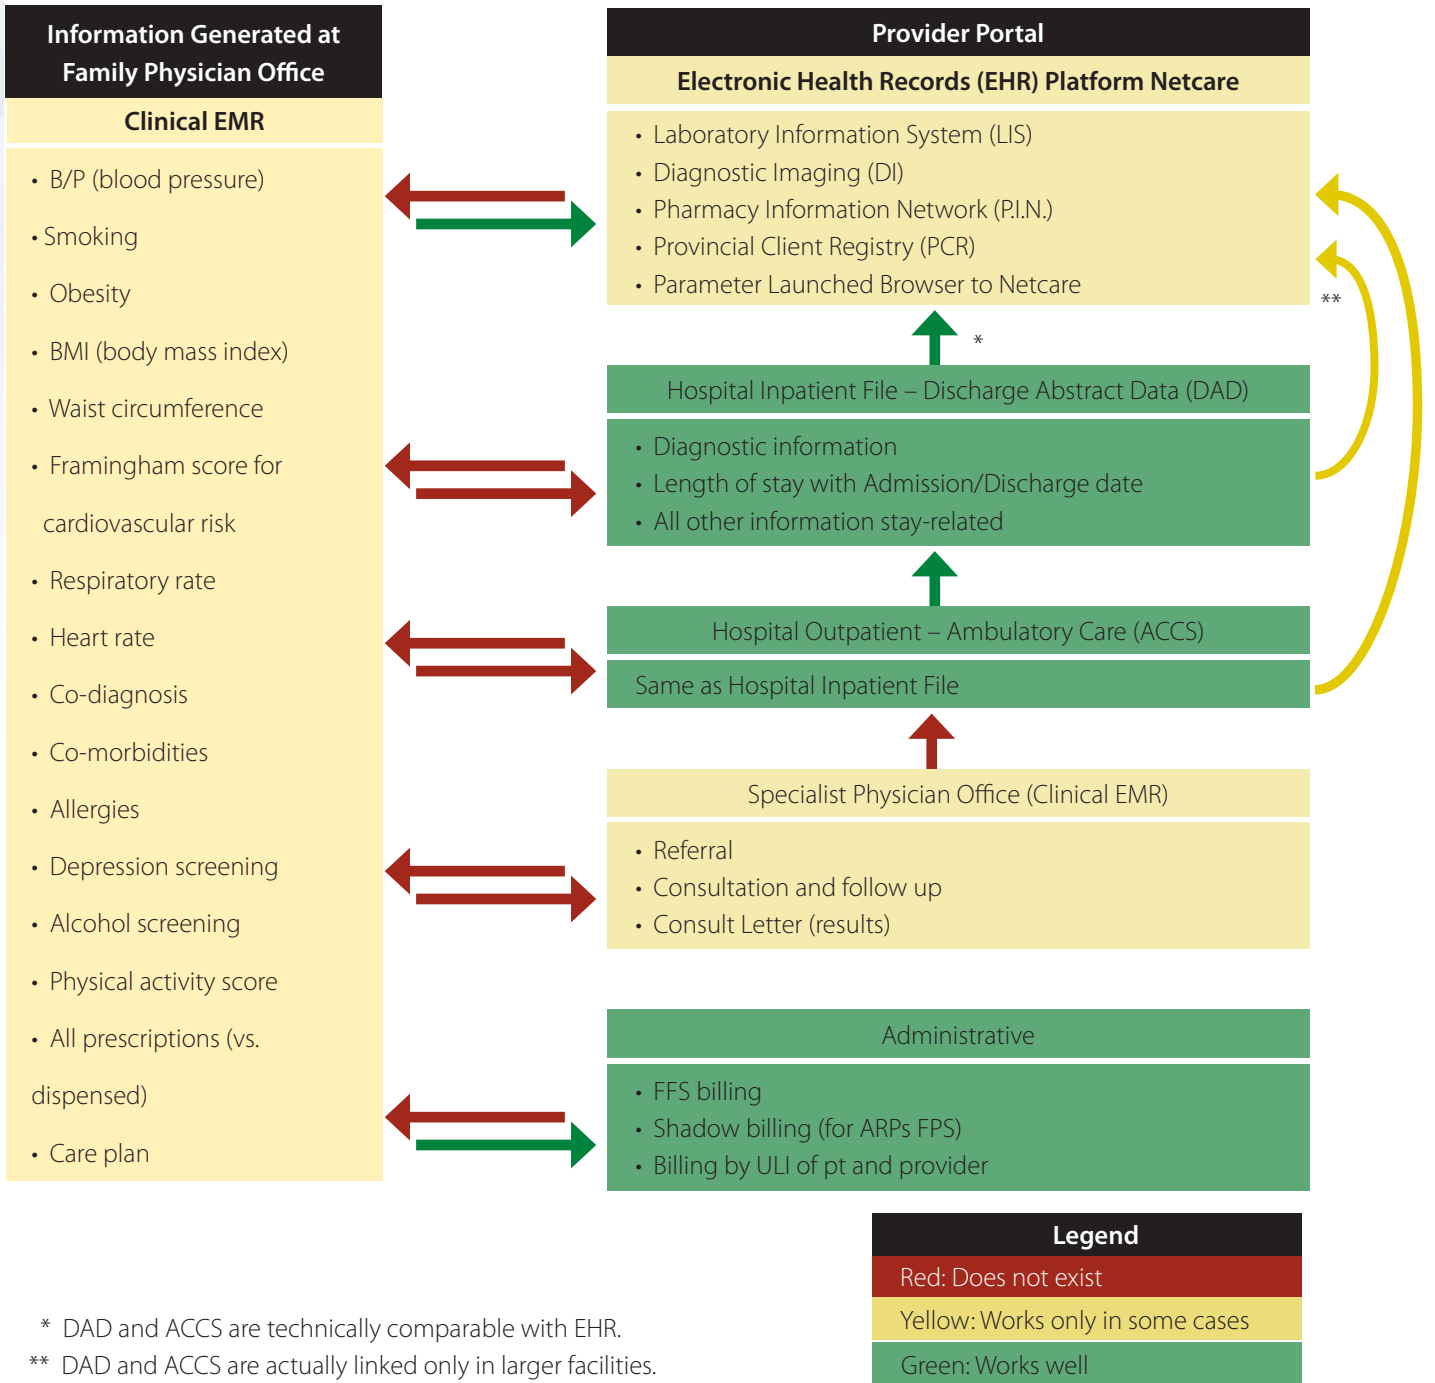 Information Generated at
Family Physician Office
Clinical EMR
• B/P (blood pressure)
• Smoking
• Obesity
• BMI (body mass index)
• Waist circumference
• Framingham score for
cardiovascular risk
• Respiratory rate
• Heart rate
• Co-diagnosis
• Co-morbidities
• Allergies
• Depression screening
• Alcohol screening
• Physical activity score
• All prescriptions (vs.
dispensed)
• Care plan
Provider Portal
Electronic Health Records (EHR) Platform Netcare
• Laboratory Information System (LIS)
• Diagnostic Imaging (DI)
• Pharmacy Information Network (P.I.N.)
• Provincial Client Registry (PCR)
• Parameter Launched Browser to Netcare
**
*
Hospital Inpatient File – Discharge Abstract Data (DAD)
• Diagnostic information
• Length of stay with Admission/Discharge date
• All other information stay-related
Hospital Outpatient – Ambulatory Care (ACCS)
Same as Hospital Inpatient File
Specialist Physician Office (Clinical EMR)
• Referral
• Consultation and follow up
• Consult Letter (results)
Administrative
• FFS billing
• Shadow billing (for ARPs FPS)
• Billing by ULI of pt and provider
Legend
Red: Does not exist
Yellow: Works only in some cases
Green: Works well
* DAD and ACCS are technically comparable with EHR.
** DAD and ACCS are actually linked only in larger facilities.